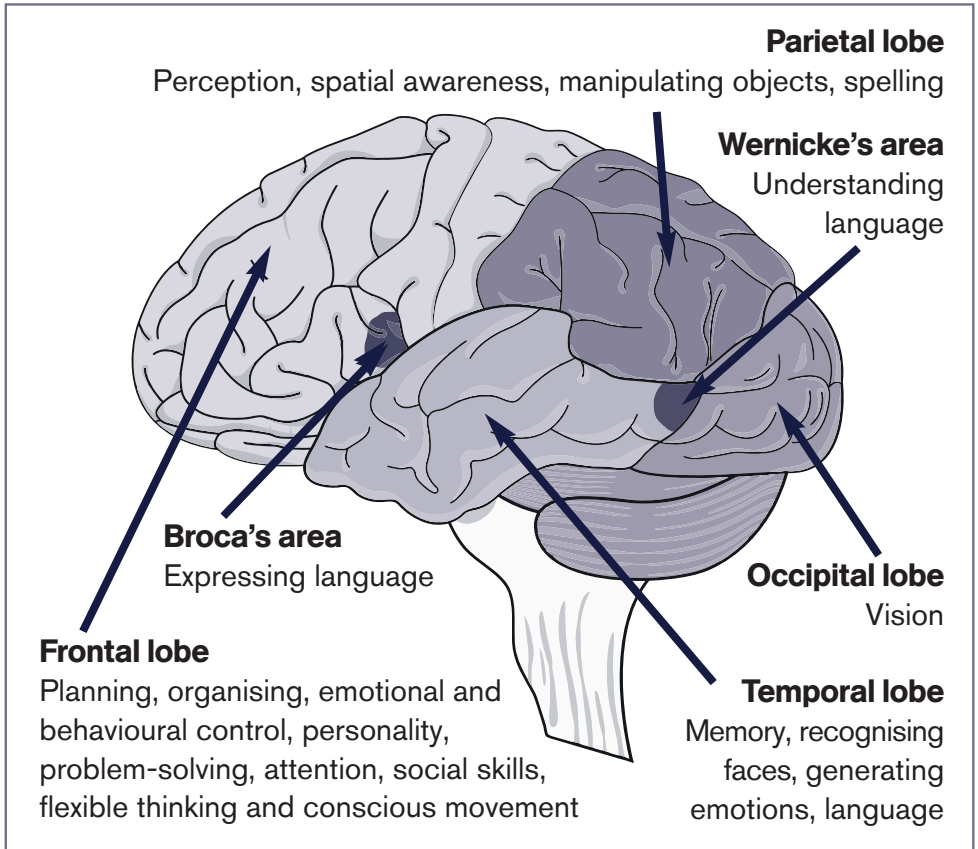 Parietal lobe
Perception, spatial awareness, manipulating objects, spelling
Wernicke’s area
Understanding
language
Broca’s area
Expressing language
Occipital lobe
Vision
Frontal lobe
Planning, organising, emotional and
behavioural control, personality,
problem-solving, attention, social skills,
flexible thinking and conscious movement
Temporal lobe
Memory, recognising
faces, generating
emotions, language